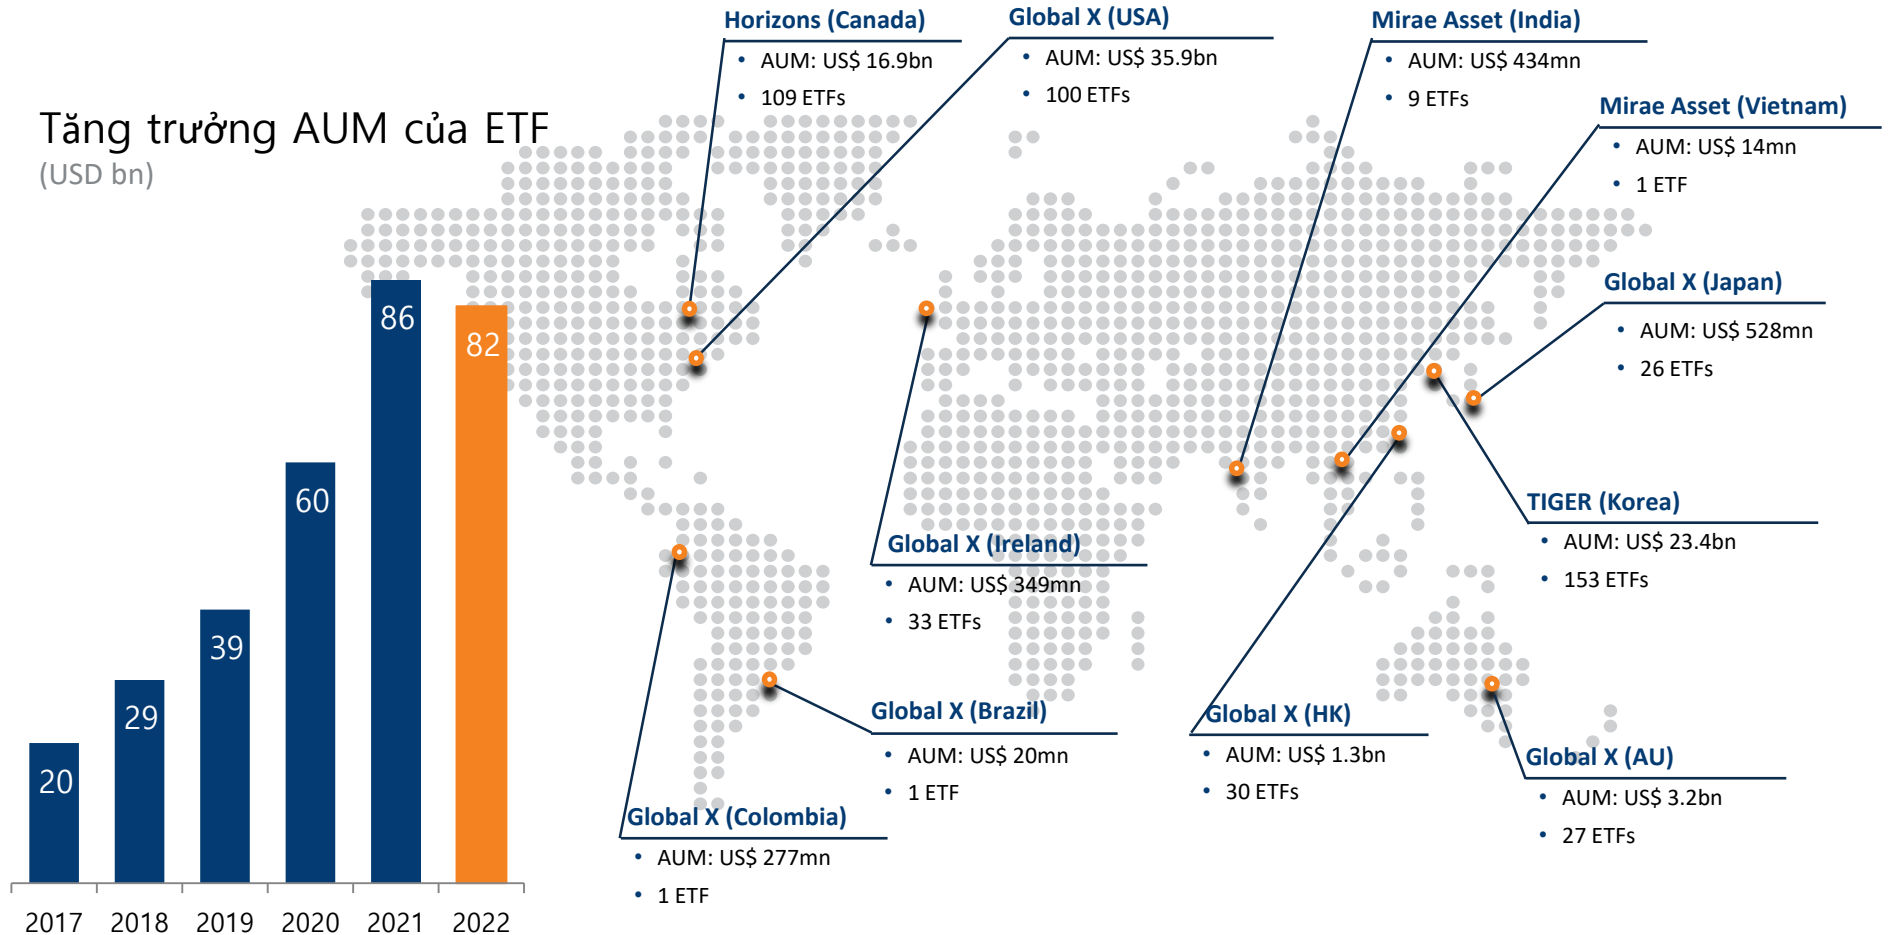 Tăng trưởng AUM của ETF
(USD bn)
20
29
39
60
86
82
2017
2018
2019
2020
2021
2022
Horizons (Canada)
• AUM: US$ 16.9bn
• 109 ETFs
Global X (USA)
• AUM: US$ 35.9bn
• 100 ETFs
Mirae Asset (India)
• AUM: US$ 434mn
• 9 ETFs
Mirae Asset (Vietnam)
• AUM: US$ 14mn
• 1 ETF
Global X (Japan)
• AUM: US$ 528mn
• 26 ETFs
TIGER (Korea)
• AUM: US$ 23.4bn
• 153 ETFs
Global X (Ireland)
• AUM: US$ 349mn
• 33 ETFs
Global X (Brazil)
• AUM: US$ 20mn
• 1 ETF
Global X (HK)
• AUM: US$ 1.3bn
• 30 ETFs
Global X (AU)
• AUM: US$ 3.2bn
• 27 ETFs
Global X (Colombia)
• AUM: US$ 277mn
• 1 ETF